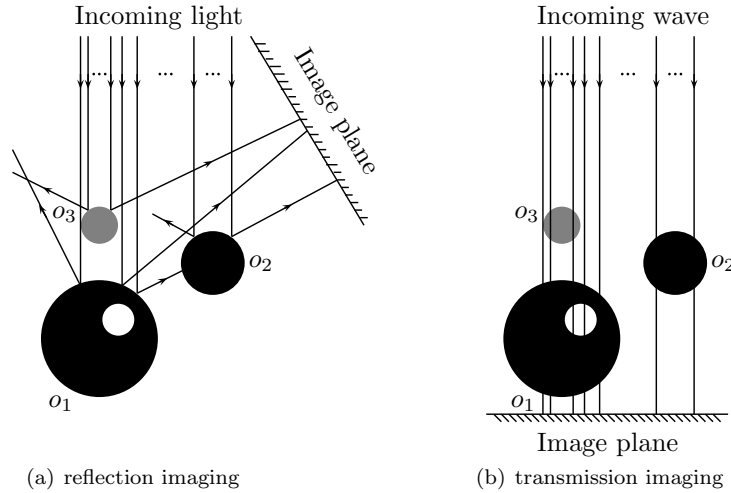 Incoming light
... ... ...
Image plane
o3
o2
o1
(a) reflection imaging
Incoming wave
... ... ...
o3
o2
o1
Image plane
(b) transmission imaging